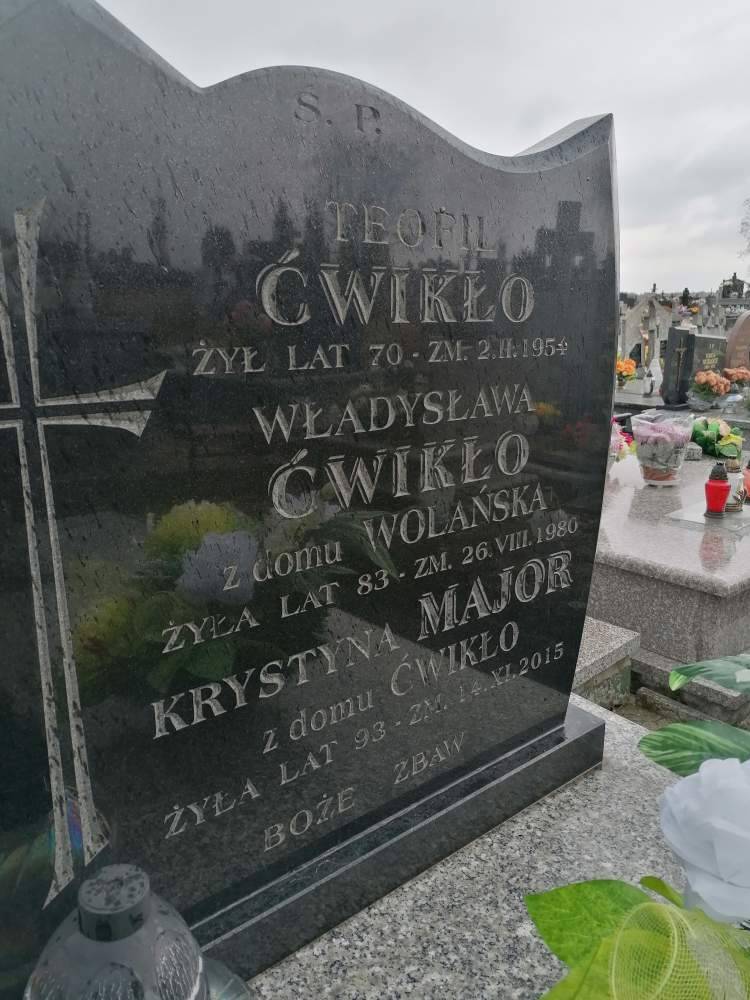 Ś. P.
TEOFIL
ĆWIKŁO
ŻYŁ LAT 70 - ZM. 2.II.1954
WŁADYSŁAWA
ĆWIKŁO
z domu WOLAŃSKA
ŻYŁA LAT 83 - ZM. 26.VIII.1980
KRYSTYNA MAJOR
z domu ĆWIKŁO
ŻYŁA LAT 93 - ZM. 14.XI.2015
BOŻE ZBAW